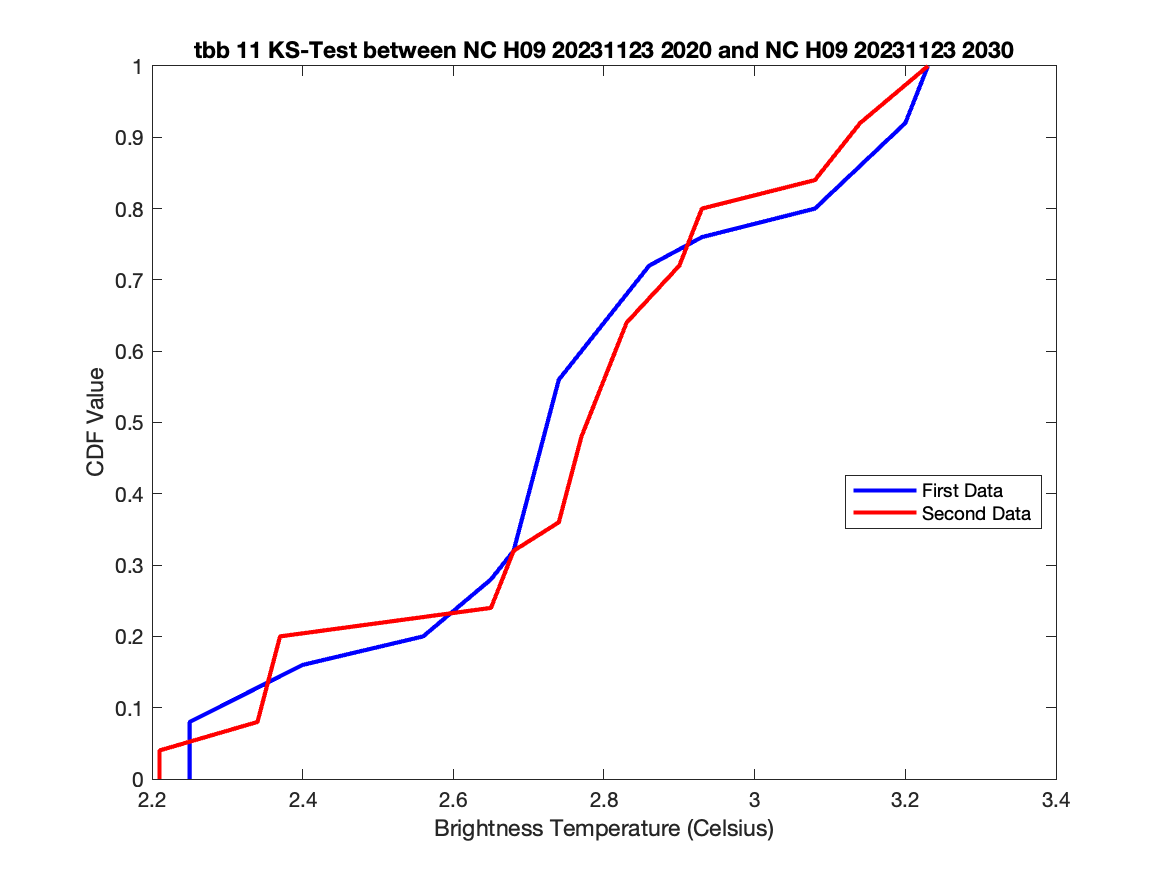 tbb 11 KS-Test between NC H09 20231123 2020 and NC H09 20231123 2030
1
0.9
0.8
0.7
0.6
0.5
0.4
0.3
0.2
0.1
0
CDF Value
First Data
Second Data
2.2 2.4 2.6 2.8 3 3.2 3.4
Brightness Temperature (Celsius)